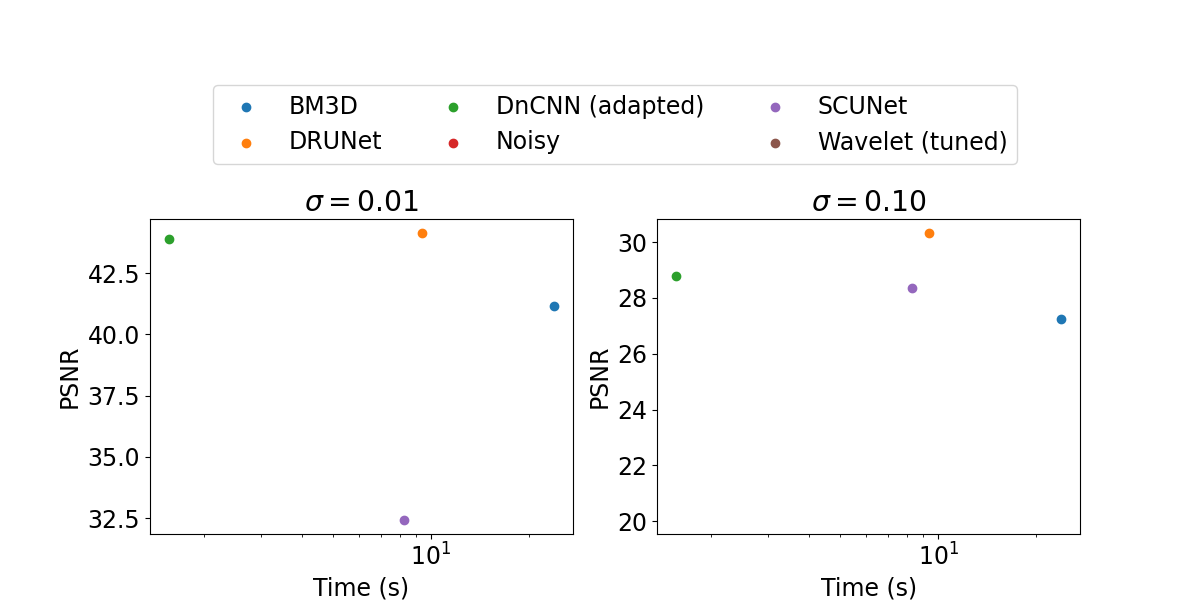 BM3D DnCNN (adapted) SCUNet
DRUNet Noisy Wavelet (tuned)
σ = 0.01
PSNR
42.5
40.0
37.5
35.0
32.5
10¹
Time (s)
σ = 0.10
PSNR
30
28
26
24
22
20
10¹
Time (s)